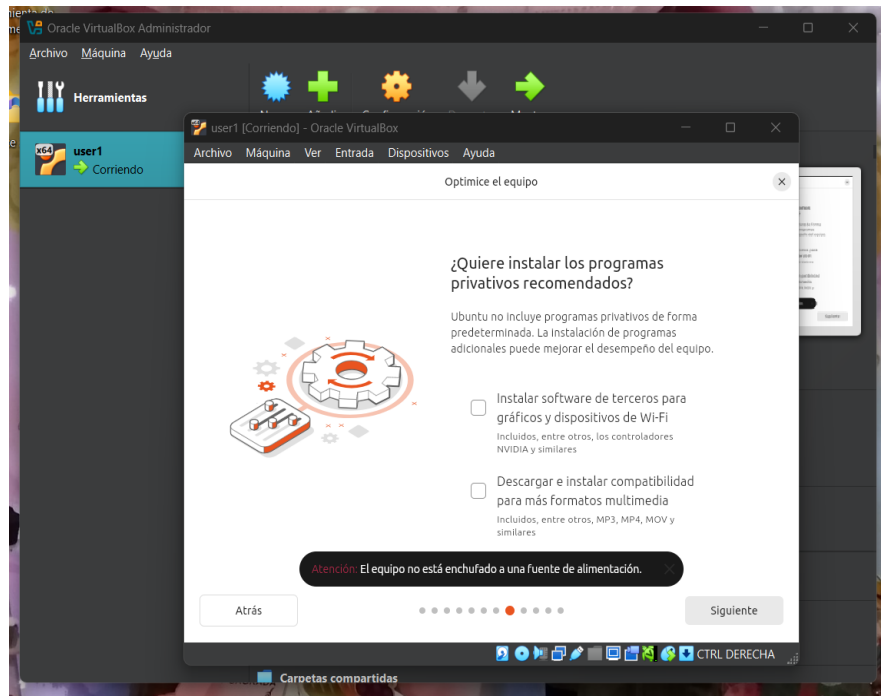 Oracle VirtualBox Administrador
Archivo Máquina Ayuda
Herramientas
user1
Corriendo
user1 [Corriendo] - Oracle VirtualBox
Archivo Máquina Ver Entrada Dispositivos Ayuda
Optimice el equipo
¿Quiere instalar los programas
privativos recomendados?
Ubuntu no incluye programas privativos de forma
predeterminada. La instalación de programas
adicionales puede mejorar el desempeño del equipo.
Instalar software de terceros para
gráficos y dispositivos de Wi-Fi
Incluidos, entre otros, los controladores
NVIDIA y similares
Descargar e instalar compatibilidad
para más formatos multimedia
Incluidos, entre otros, MP3, MP4, MOV y
similares
Atención: El equipo no está enchufado a una fuente de alimentación.
Atrás
Siguiente
CTRL DERECHA
Carpetas compartidas